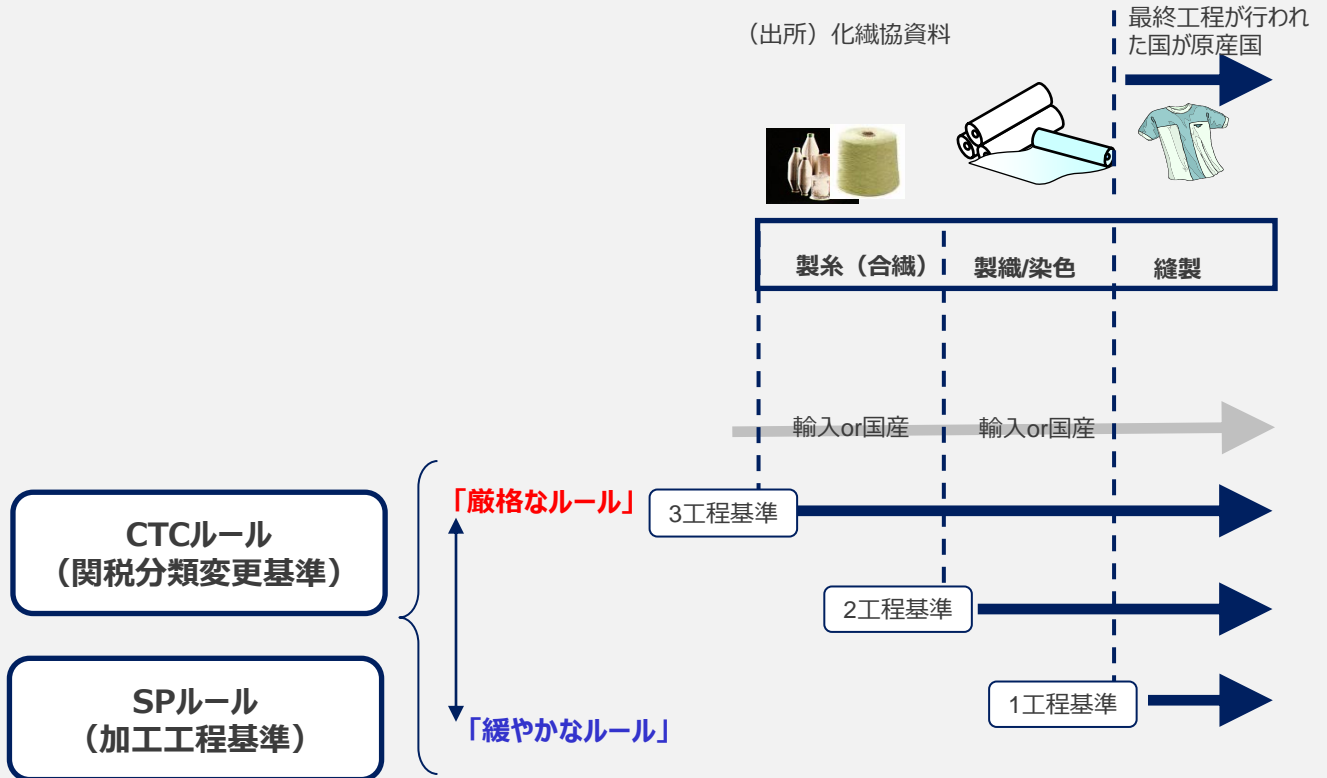 （出所）化繊協資料
最終工程が行われ
た国が原産国
製糸（合繊）
製織/染色
縫製
輸入or国産
輸入or国産
CTCルール
（関税分類変更基準）
SPルール
（加工工程基準）
「厳格なルール」
「緩やかなルール」
3工程基準
2工程基準
1工程基準